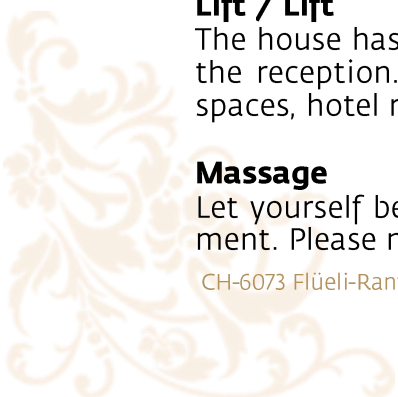 Lift / Lift
The house has
the reception.
spaces, hotel
Massage
Let yourself be
ment. Please
CH-6073 Flüeli-Ran